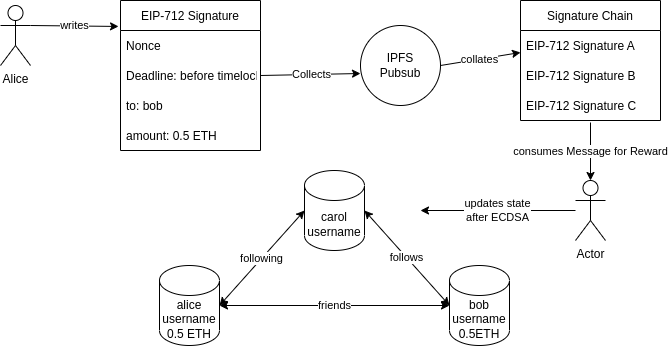 EIP-712 Signature
Signature Chain
writes
Nonce
IPFS
Pubsub
collates
EIP-712 Signature A
Alice
Deadline: before timelocl
Collects
EIP-712 Signature B
to: bob
EIP-712 Signature C
amount: 0.5 ETH
consumes Message for Reward
carol
username
updates state
after ECDSA
Actor
following
follows
alice
username
0.5 ETH
friends
bob
username
0.5ETH